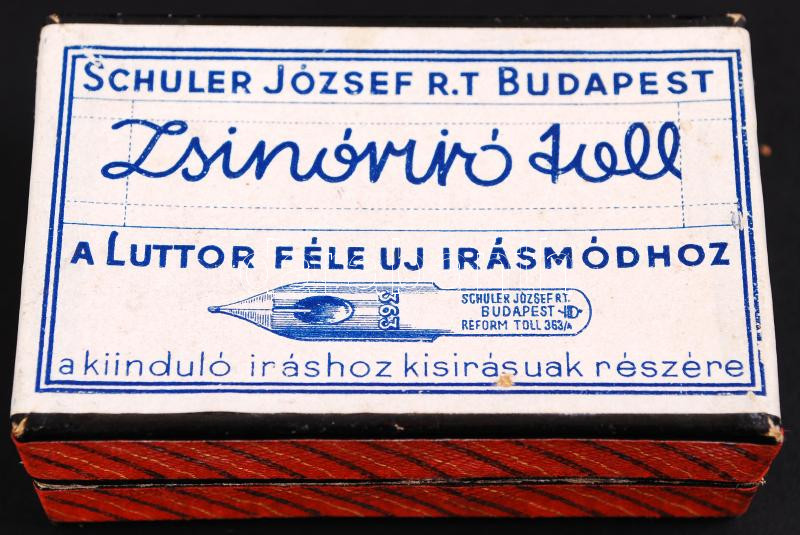 SCHULER JÓZSEF R.T BUDAPEST
Zsinóríró toll
A LUTTOR FÉLE UJ IRÁSMÓDHOZ
363
SCHULER JÓZSEF RT.
BUDAPEST
REFORM TOLL 363/A
a kiinduló iráshoz kisirásuak részére